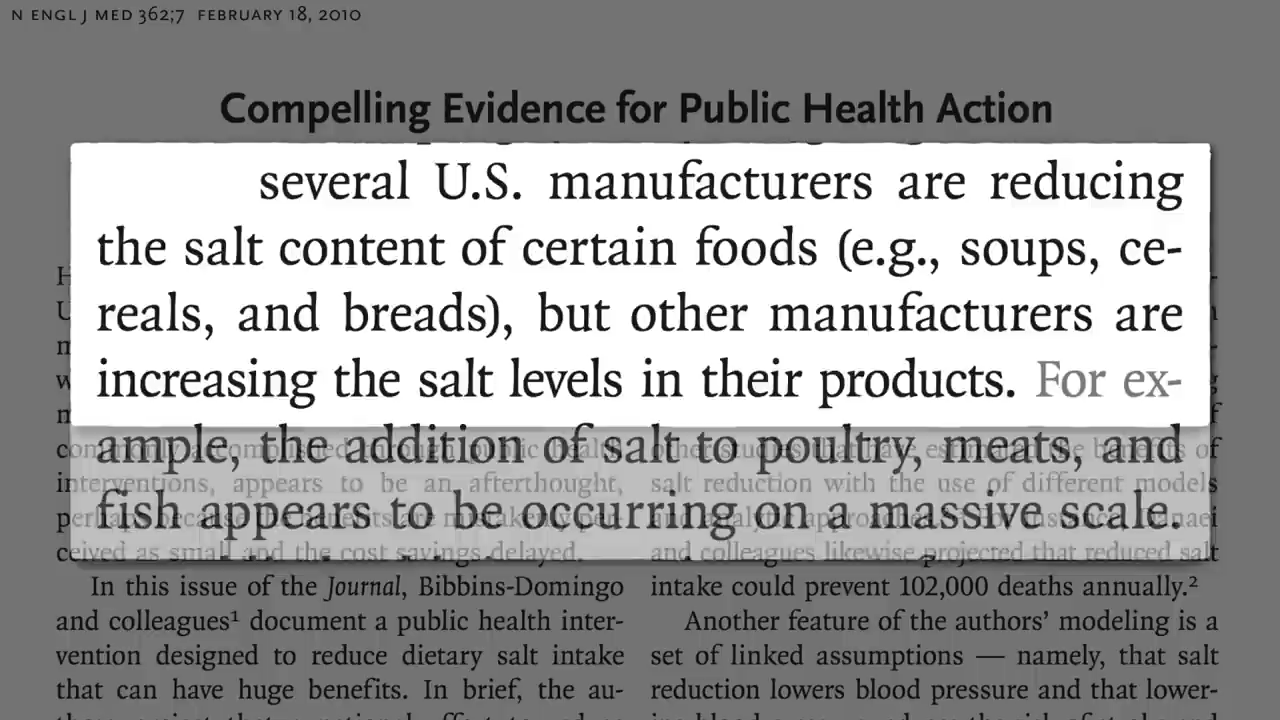 N ENGL J MED 362;7 FEBRUARY 18, 2010
Compelling Evidence for Public Health Action
several U.S. manufacturers are reducing
the salt content of certain foods (e.g., soups, ce-
reals, and breads), but other manufacturers are
increasing the salt levels in their products. For ex-
ample, the addition of salt to poultry, meats, and
fish appears to be occurring on a massive scale.
interventions, appears to be an afterthought,
ceived as small and the cost savings delayed.
In this issue of the Journal, Bibbins-Domingo
and colleagues¹ document a public health inter-
vention designed to reduce dietary salt intake
that can have huge benefits. In brief, the au-
salt reduction with the use of different models
and colleagues likewise projected that reduced salt
intake could prevent 102,000 deaths annually.²
Another feature of the authors’ modeling is a
set of linked assumptions — namely, that salt
reduction lowers blood pressure and that lower-